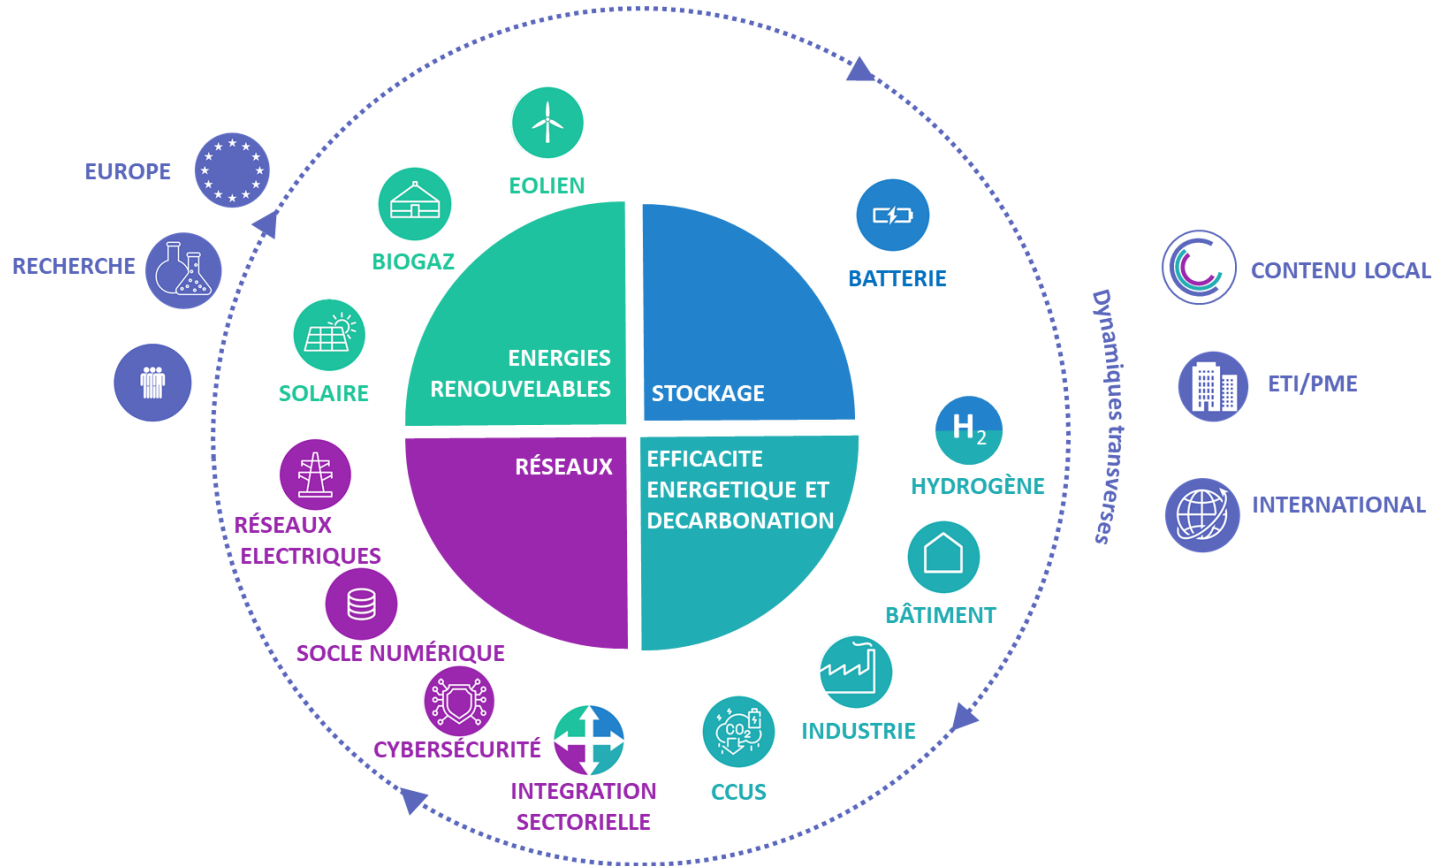 EOLIEN
EUROPE
BIOGAZ
RECHERCHE
BATTERIE
CONTENU LOCAL
SOLAIRE
ENERGIES
RENOUVELABLES
STOCKAGE
Dynamiques transverses
ETI/PME
RÉSEAUX
EFFICACITE
ENERGETIQUE ET
DECARBONATION
H2
HYDROGÈNE
INTERNATIONAL
RÉSEAUX
ELECTRIQUES
BÂTIMENT
SOCLE NUMÉRIQUE
INDUSTRIE
CYBERSÉCURITÉ
CO2
INTEGRATION
SECTORIELLE
CCUS